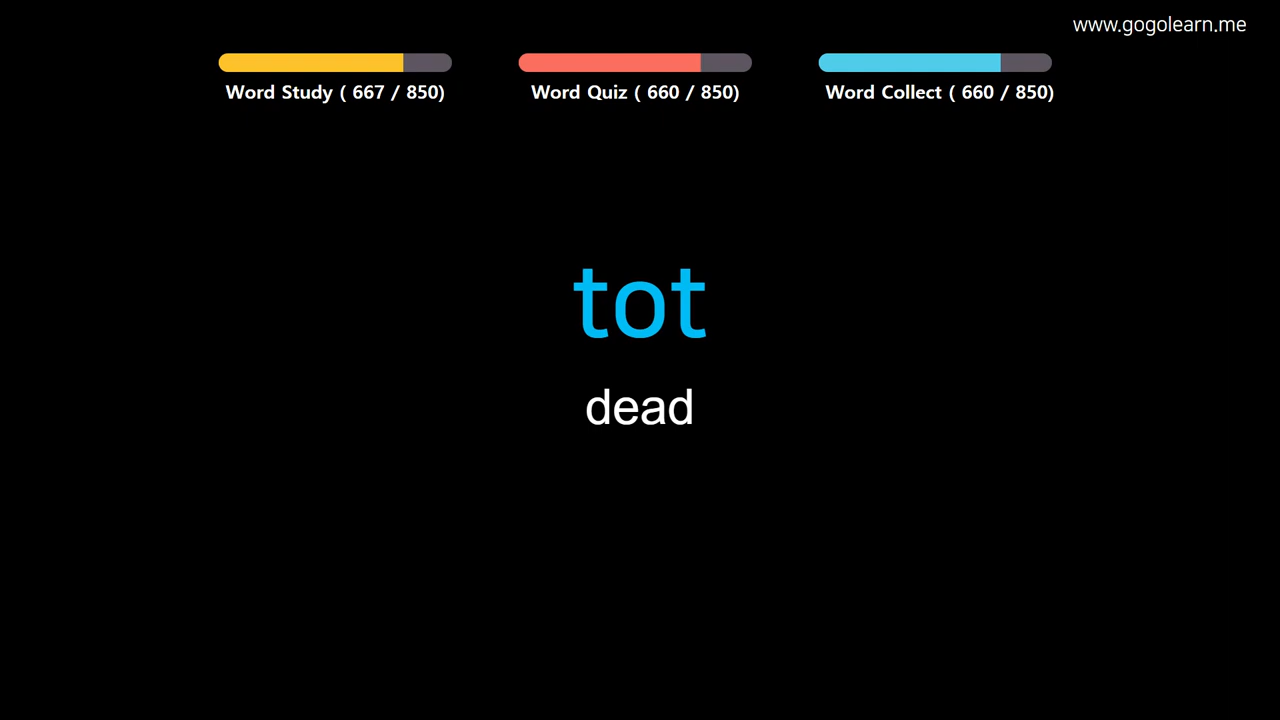 www.gogolearn.me
Word Study ( 667 / 850)
Word Quiz ( 660 / 850)
Word Collect ( 660 / 850)
tot
dead